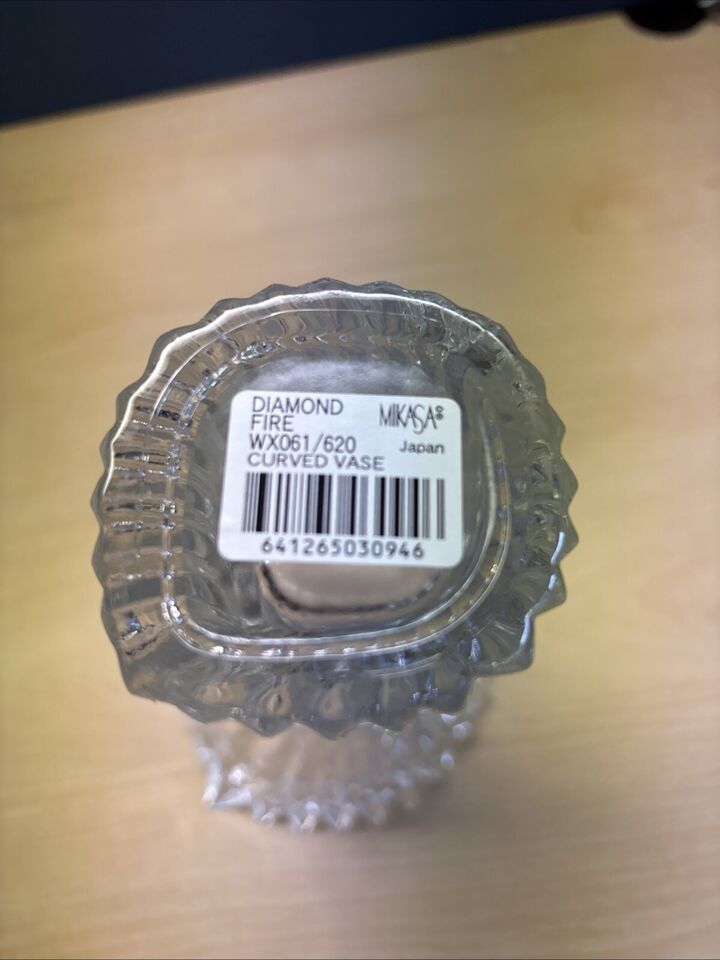 DIAMOND
FIRE
WX061/620
CURVED VASE
MIKASA®
Japan
641265030946